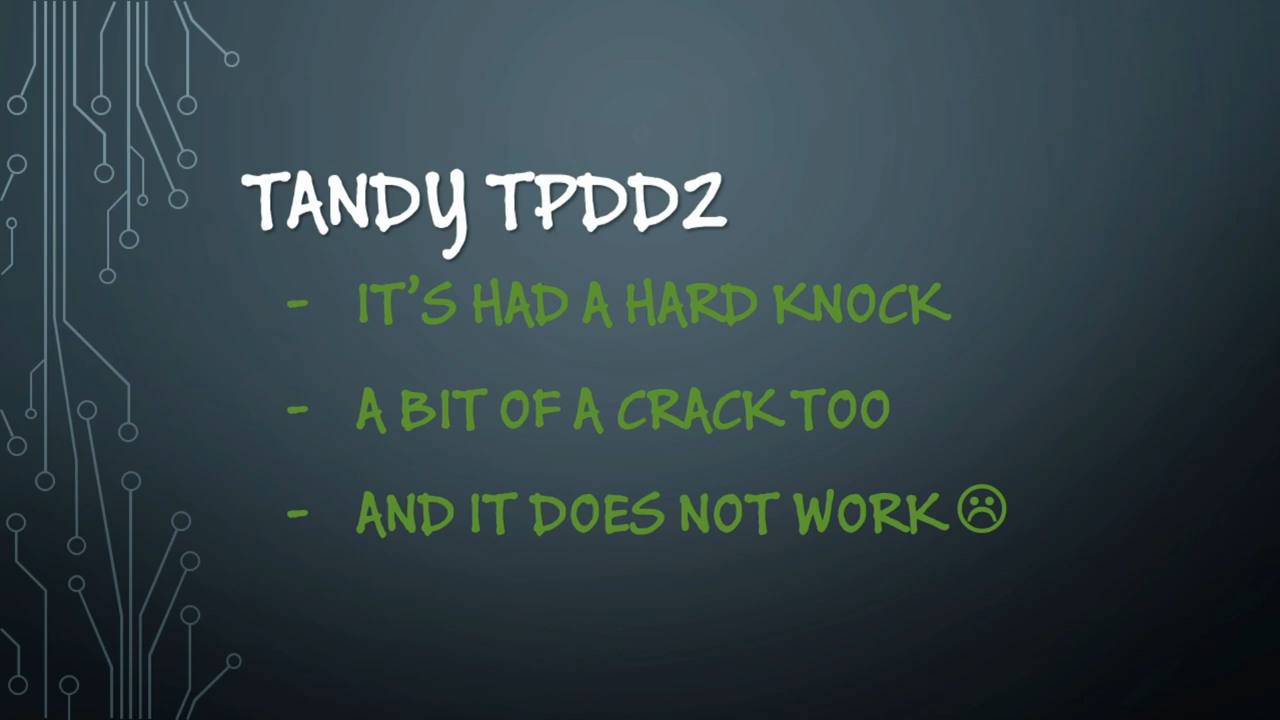 TANDY TPDD2
- IT'S HAD A HARD KNOCK
- A BIT OF A CRACK TOO
- AND IT DOES NOT WORK ☹